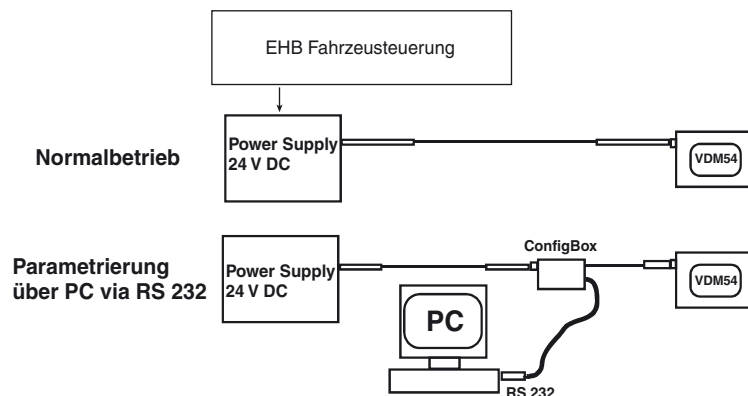 EHB Fahrzeusteuerung
Normalbetrieb
Power Supply
24 V DC
VDM54
Parametrierung
über PC via RS 232
Power Supply
24 V DC
ConfigBox
VDM54
PC
RS 232